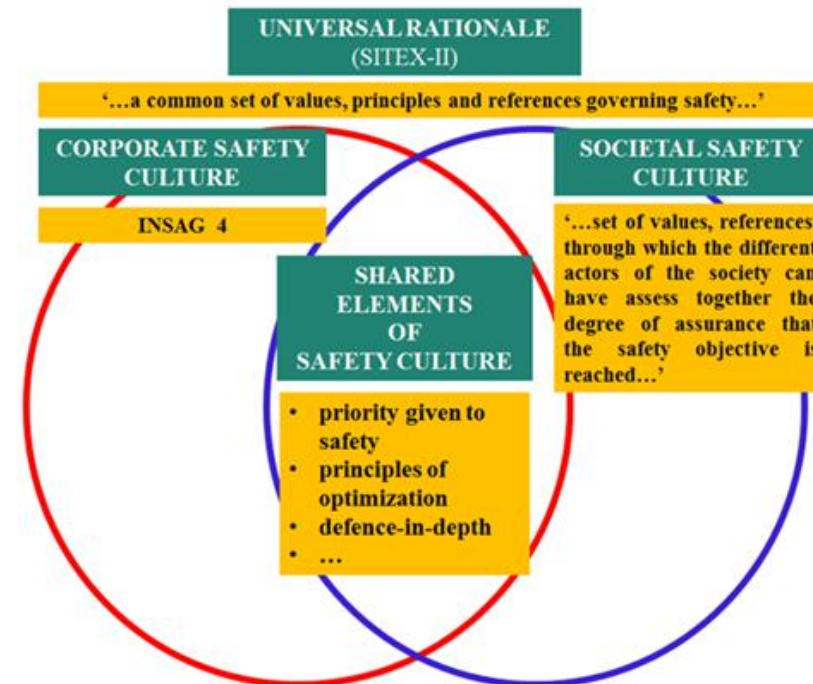 UNIVERSAL RATIONALE
(SITEX-II)
‘…a common set of values, principles and references governing safety…’
CORPORATE SAFETY
CULTURE
INSAG 4
SOCIETAL SAFETY
CULTURE
‘…set of values, references
through which the different
actors of the society can
have assess together the
degree of assurance that
the safety objective is
reached…’
SHARED
ELEMENTS
OF
SAFETY CULTURE
• priority given to
safety
• principles of
optimization
• defence-in-depth
• …